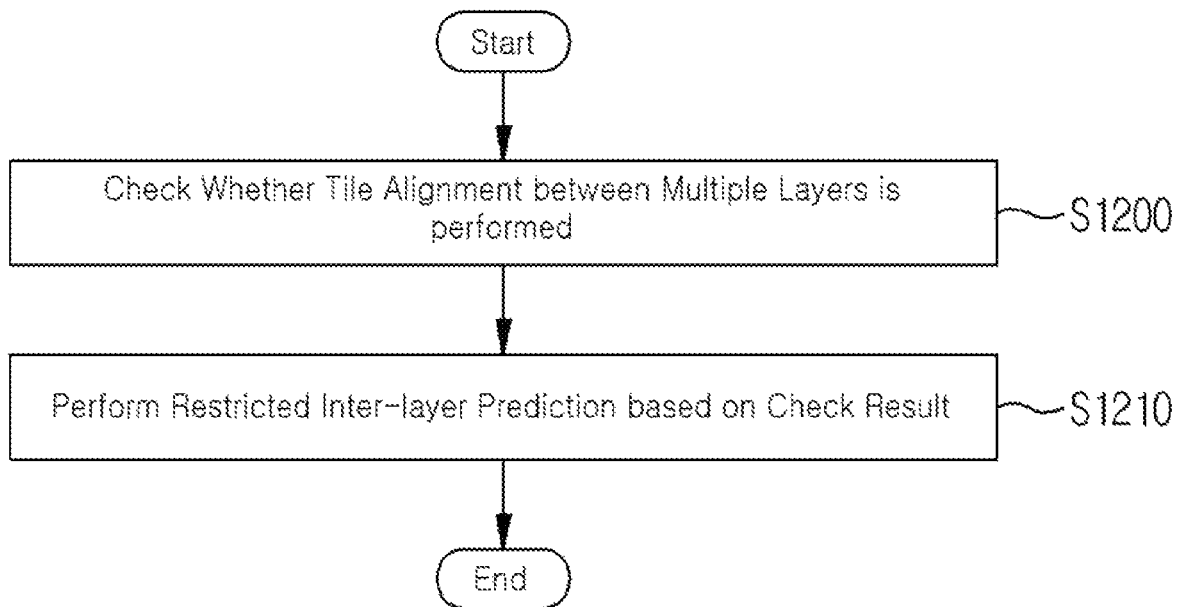 Start
Check Whether Tile Alignment between Multiple Layers is
performed
S1200
Perform Restricted Inter-layer Prediction based on Check Result
S1210
End